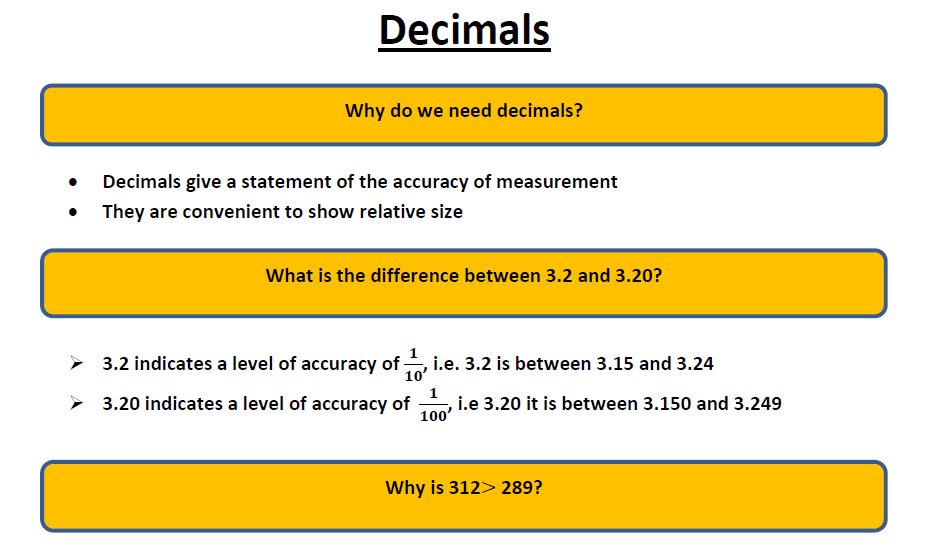 Decimals
Why do we need decimals?
• Decimals give a statement of the accuracy of measurement
• They are convenient to show relative size
What is the difference between 3.2 and 3.20?
➢ 3.2 indicates a level of accuracy of 1/10, i.e. 3.2 is between 3.15 and 3.24
➢ 3.20 indicates a level of accuracy of 1/100, i.e 3.20 it is between 3.150 and 3.249
Why is 312> 289?